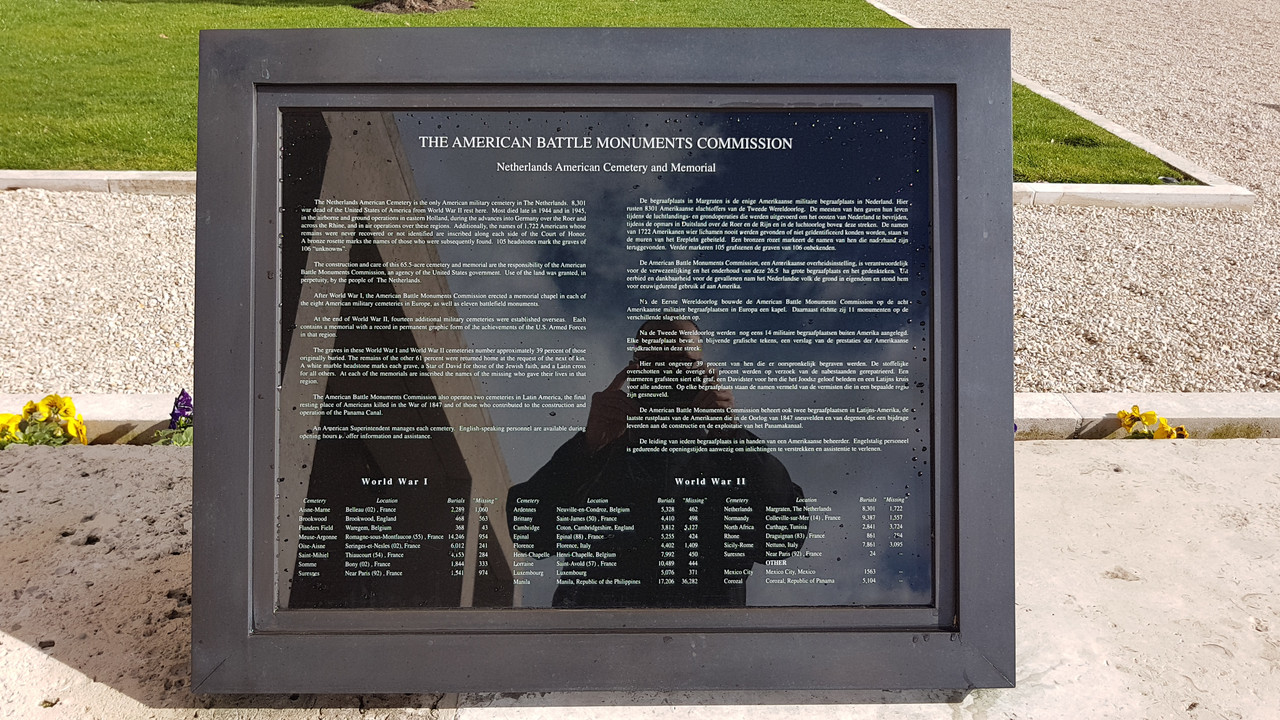 THE AMERICAN BATTLE MONUMENTS COMMISSION
Netherlands American Cemetery and Memorial
The Netherlands American Cemetery is the only American military cemetery in The Netherlands. 8,301
war dead of the United States of America from World War II rest here. Most died late in 1944 and in 1945,
in the airborne and ground operations in eastern Holland, during the advances into Germany over the Roer and
across the Rhine, and in air operations over these regions. Additionally, the names of 1,722 Americans whose
remains were never recovered or not identified are inscribed along each side of the Court of Honor.
A bronze rosette marks the names of those who were subsequently found. 105 headstones mark the graves of
106 "unknowns".
The construction and care of this 65.5-acre cemetery and memorial are the responsibility of the American
Battle Monuments Commission, an agency of the United States government. Use of the land was granted, in
perpetuity, by the people of The Netherlands
After World War I, the American Battle Monuments Commission erected a memorial chapel in each of
the eight American military cemeteries in Europe, as well as eleven battlefield monuments.
At the end of World War II, fourteen additional military cemeteries were established overseas. Each
contains a memorial with a record in permanent graphic form of the achievements of the U.S. Armed Forces
in that region.
The graves in these World War I and World War II cemeteries number approximately 39 percent of those
originally buried. The remains of the other 61 percent were returned home at the request of the next of kin.
A white marble headstone marks each grave, a Star of David for those of the Jewish faith, and a Latin cross
for all others. At each of the memorials are inscribed the names of the missing who gave their lives in that
region.
The American Battle Monuments Commission also operates two cemeteries in Latin America, the final
resting place of Americans killed in the War of 1847 and of those who contributed to the construction and
operation of the Panama Canal.
An American Superintendent manages each cemetery. English-speaking personnel are available during
opening hours offer information and assistance.
De begraafplaats in Margraten is de enige Amerikaanse militaire begraafplaats in Nederland. Hier
rusten 8301 Amerikaanse slachtoffers van de Tweede Wereldoorlog. De meesten van hen gaven hun leven
tijdens de luchtlandings- en grondoperaties die werden uitgevoerd om het oosten van Nederland te bevrijden,
tijdens de opmars in Duitsland over de Roer en de Rijn en in de luchtoorlog boven deze streken. De namen
van 1722 Amerikanen wier lichamen nooit werden gevonden of niet geïdentificeerd konden worden, staan in
de muren van het Ereplein gebeiteld. Een bronzen rozet markeert de namen van hen die naderhand zijn
teruggevonden. Verder markeren 105 grafstenen de graven van 106 onbekenden.
De American Battle Monuments Commission, een Amerikaanse overheidsinstelling, is verantwoordelijk
voor de verwezenlijking en het onderhoud van deze 26.5 ha grote begraafplaats en het gedenkteken. Uit
eerbied en dankbaarheid voor de gevallenen nam het Nederlandse volk de grond in eigendom en stond hem
voor eeuwigdurend gebruik af aan Amerika.
Na de Eerste Wereldoorlog bouwde de American Battle Monuments Commission op de acht
Amerikaanse militaire begraafplaatsen in Europa een kapel. Daarnaast richtte zij 11 monumenten op de
verschillende slagvelden op.
Na de Tweede Wereldoorlog werden nog eens 14 militaire begraafplaatsen buiten Amerika aangelegd.
Elke begraafplaats bevat, in blijvende grafische tekens, een verslag van de prestaties der Amerikaanse
strijdkrachten in deze streek.
Hier rust ongeveer 39 procent van hen die er oorspronkelijk begraven werden. De stoffelijke
overschotten van de overige 61 procent werden op verzoek van de nabestaanden gerepatrieerd. Een
marmeren grafsteen siert elk graf, een Davidster voor hen die het Joodse geloof beleden en een Latijns kruis
voor alle anderen. Op elke begraafplaats staan de namen vermeld van de vermisten die in een bepaalde regio
zijn gesneuveld.
De American Battle Monuments Commission beheert ook twee begraafplaatsen in Latijns-Amerika, de
laatste rustplaats van de Amerikanen die in de Oorlog van 1847 sneuvelden en van degenen die een bijdrage
leverden aan de constructie en de exploitatie van het Panamakanaal.
De leiding van iedere begraafplaats is in handen van een Amerikaanse beheerder. Engelstalig personeel
is gedurende de openingstijden aanwezig om inlichtingen te verstrekken en assistentie te verlenen.
World War I
Cemetery Location Burials "Missing"
Aisne-Marne Belleau (02), France 2,289 1,060
Brookwood Brookwood, England 468 563
Flanders Field Waregem, Belgium 368 43
Meuse-Argonne Romagne-sous-Montfaucon (55), France 14,246 954
Oise-Aisne Seringes-et-Nesles (02), France 6,012 241
Saint-Mihiel Thiaucourt (54), France 4,153 284
Somme Bony (02), France 1,844 333
Suresnes Near Paris (92), France 1,541 974
World War II
Cemetery Location Burials "Missing"
Ardennes Neuville-en-Condroz, Belgium 5,328 462
Brittany Saint-James (50), France 4,410 498
Cambridge Coton, Cambridgeshire, England 3,812 5,127
Epinal Epinal (88), France 5,255 424
Florence Florence, Italy 4,402 1,409
Henri-Chapelle Henri-Chapelle, Belgium 7,992 450
Lorraine Saint-Avold (57), France 10,489 444
Luxembourg Luxembourg 5,076 371
Manila Manila, Republic of the Philippines 17,206 36,282
Cemetery Location Burials "Missing"
Netherlands Margraten, The Netherlands 8,301 1,722
Normandy Colleville-sur-Mer (14), France 9,387 1,557
North Africa Carthage, Tunisia 2,841 3,724
Rhone Draguignan (83), France 861 294
Sicily-Rome Nettuno, Italy 7,861 3,095
Suresnes Near Paris (92), France 24 –
OTHER
Mexico City Mexico City, Mexico 1563 –
Corozal Corozal, Republic of Panama 5,104 –